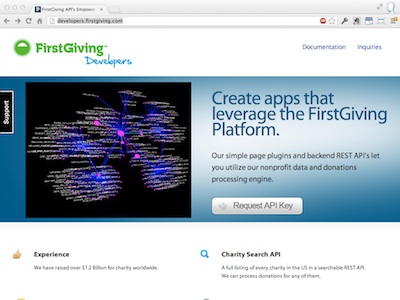 FirstGiving API's Empower
developers.firstgiving.com
FirstGiving
Developers
Documentation Inquiries
Support
Create apps that
leverage the FirstGiving
Platform.
Our simple page plugins and backend REST API's let
you utilize our nonprofit data and donations
processing engine.
Request API Key
Experience
We have raised over $1.2 Billion for charity worldwide.
Charity Search API
A full listing of every charity in the US in a searchable REST API.
We can process donations for any of them.